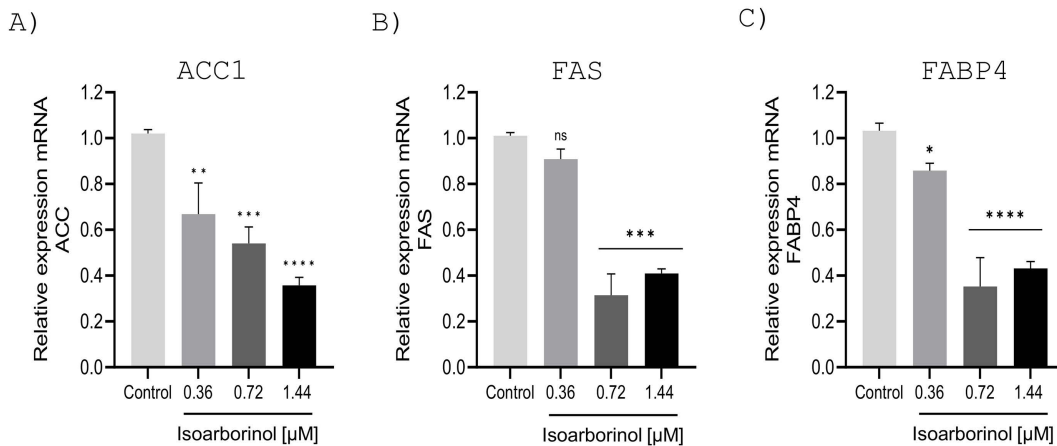 A)
ACC1
Relative expression mRNA
ACC
1.2
1.0
0.8
0.6
0.4
0.2
0.0
**
***
****
Control
0.36
0.72
1.44
Isoarborinol [µM]
B)
FAS
Relative expression mRNA
FAS
1.2
1.0
0.8
0.6
0.4
0.2
0.0
ns
***
Control
0.36
0.72
1.44
Isoarborinol [µM]
C)
FABP4
Relative expression mRNA
FABP4
1.2
1.0
0.8
0.6
0.4
0.2
0.0
*
****
Control
0.36
0.72
1.44
Isoarborinol [µM]